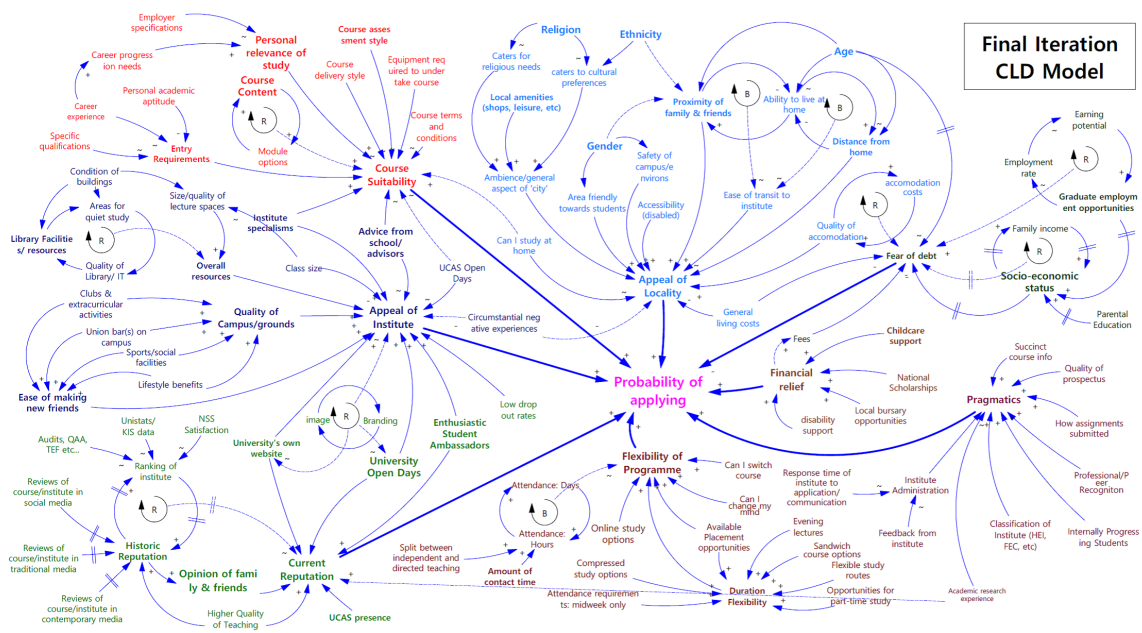 Final Iteration
CLD Model
Employer
specifications
Personal
relevance of
study
Career progress
ion needs
Career
experience
Personal academic
aptitude
Specific
qualifications
Entry
Requirements
Course
Content
R
Module
options
Course asses
sment style
Course
delivery style
Equipment req
uired to under
take course
Course terms
and
conditions
Course
Suitability
Religion
Ethnicity
Caters for
religious needs
caters to cultural
preferences
Local amenities
(shops, leisure, etc)
Ambience/general
aspect of 'city'
Gender
Area friendly
towards students
Safety of
campus/e
nvirons
Accessibility
(disabled)
Proximity of
family & friends
B
Age
Ability to live at
home
B
Distance from
home
Ease of transit to
institute
accomodation
costs
R
Quality of
accomodation
Earning
potential
R
Employment
rate
Graduate employm
ent opportunities
Family income
R
Socio-economic
status
Parental
Education
Fear of debt
Condition of
buildings
Size/quality of
lecture spaces
Areas for
quiet study
Library Facilitie
s/ resources
R
Quality of
Library/ IT
Overall
resources
Institute
specialisms
Class size
Advice from
school/
advisors
UCAS Open
Days
Can I study at
home
Appeal of
Locality
General
living costs
Clubs &
extracurricular
activities
Union bar(s) on
campus
Sports/social
facilities
Lifestyle benefits
Quality of
Campus/grounds
Ease of making
new friends
Appeal of
Institute
Circumstantial neg
ative experiences
Probability of
applying
Fees
Childcare
support
Financial
relief
National
Scholarships
Local bursary
opportunities
disability
support
Succinct
course info
Quality of
prospectus
Pragmatics
How assignments
submitted
Professional/P
eer
Recogniton
Internally Progress
ing Students
Classification of
Institute (HEI,
FEC, etc)
Institute
Administration
Response time of
institute to
application/
communication
Feedback from
institute
Academic research
experience
Low drop
out rates
Enthusiastic
Student
Ambassadors
image
R
Branding
University's own
website
University
Open Days
Unistats/
KIS data
NSS
Satisfaction
Audits, QAA,
TEF etc...
Ranking of
institute
Reviews of
course/institute in
social media
R
Reviews of
course/institute in
traditional media
Historic
Reputation
Reviews of
course/institute in
contemporary media
Opinion of fami
ly & friends
Higher Quality
of Teaching
Current
Reputation
UCAS presence
Flexibility of
Programme
Attendance: Days
B
Attendance:
Hours
Split between
independent and
directed teaching
Amount of
contact time
Online study
options
Can I switch
course
Can I
change my
mind
Available
Placement
opportunities
Evening
lectures
Sandwich
course options
Flexible study
routes
Compressed
study options
Attendance requiremen
ts: midweek only
Duration
Flexibility
Opportunities for
part-time study